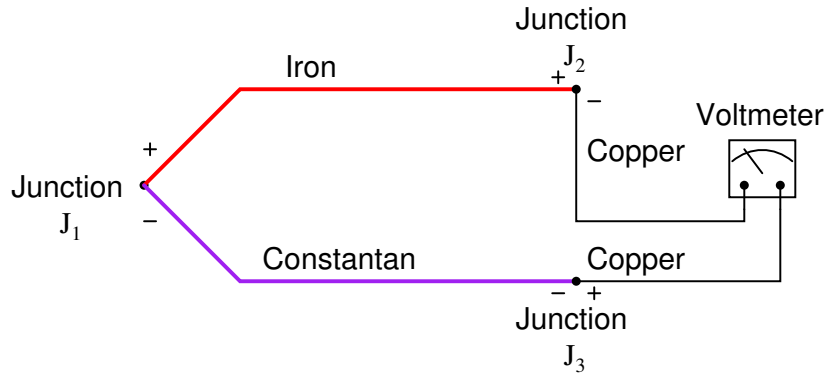 Junction
J2
Iron
+
−
Voltmeter
+
Copper
Junction
J1
−
Constantan
Copper
−
+
Junction
J3